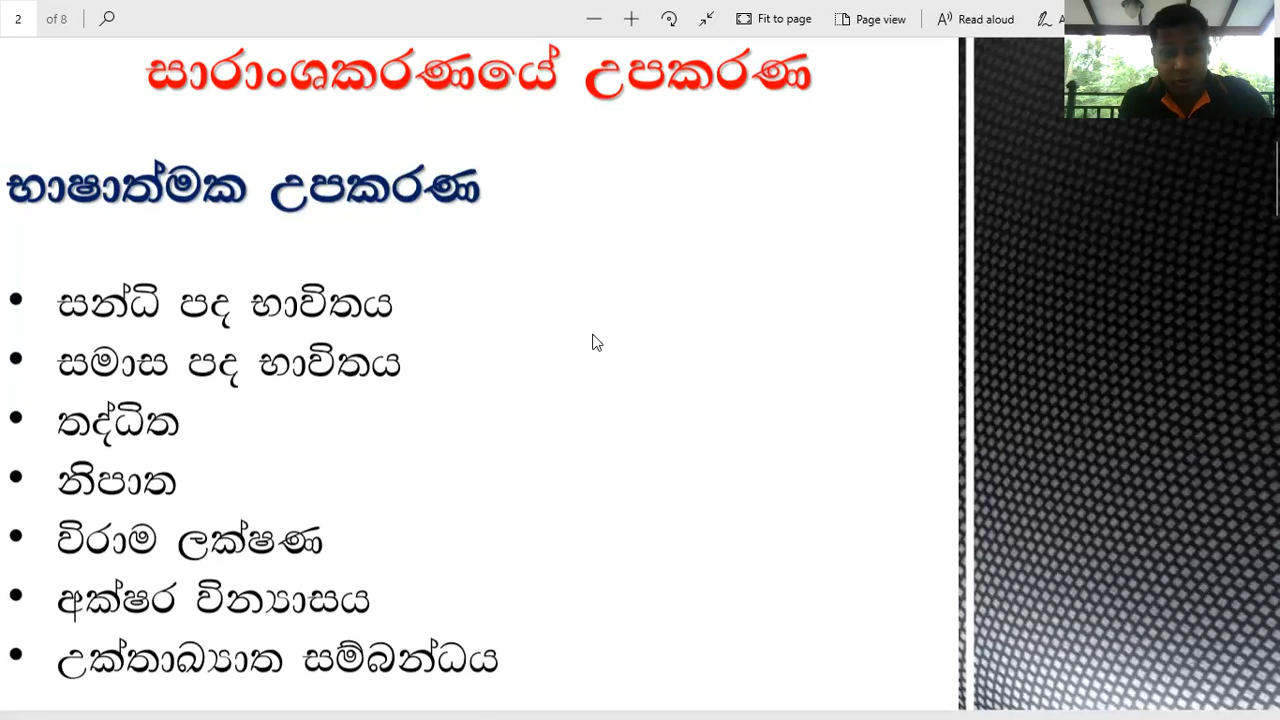 2 of 8 Fit to page Page view Read aloud
සාරාංශකරණයේ උපකරණ
භාෂාත්මක උපකරණ
• සන්ධි පද භාවිතය
• සමාස පද භාවිතය
• තද්ධිත
• නිපාත
• විරාම ලක්ෂණ
• අක්ෂර වින්‍යාසය
• උක්තාඛ්‍යාත සම්බන්ධය